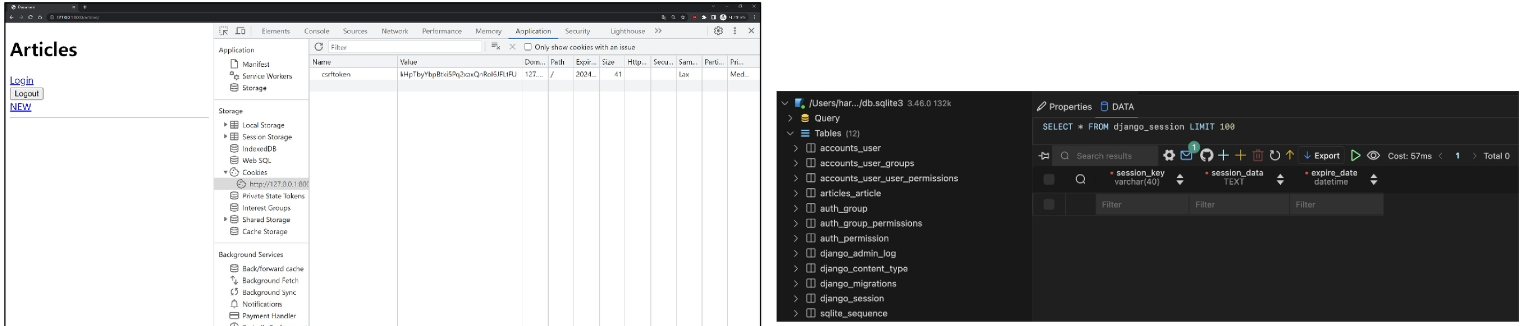 Articles
Login
Logout
NEW
Elements Console Sources Network Performance Memory Application Security Lighthouse
Application
Manifest
Service Workers
Storage
Storage
Local Storage
Session Storage
IndexedDB
Web SQL
Cookies
http://127.0.0.1:800
Private State Tokens
Interest Groups
Shared Storage
Cache Storage
Background Services
Back/forward cache
Background Fetch
Background Sync
Notifications
Payment Handler
Filter Only show cookies with an issue
Name Value Dom... Path Expir... Size Http... Secu... Sam... Parti... Pri...
csrftoken 127.... / 2024... 41 Lax Med...
/Users/har.../db.sqlite3 3.46.0 132k
Query
Tables (12)
accounts_user
accounts_user_groups
accounts_user_user_permissions
articles_article
auth_group
auth_group_permissions
auth_permission
django_admin_log
django_content_type
django_migrations
django_session
sqlite_sequence
Properties DATA
SELECT * FROM django_session LIMIT 100
Search results 1 Export Cost: 57ms 1 Total 0
session_key session_data expire_date
varchar(40) TEXT datetime
Filter Filter Filter